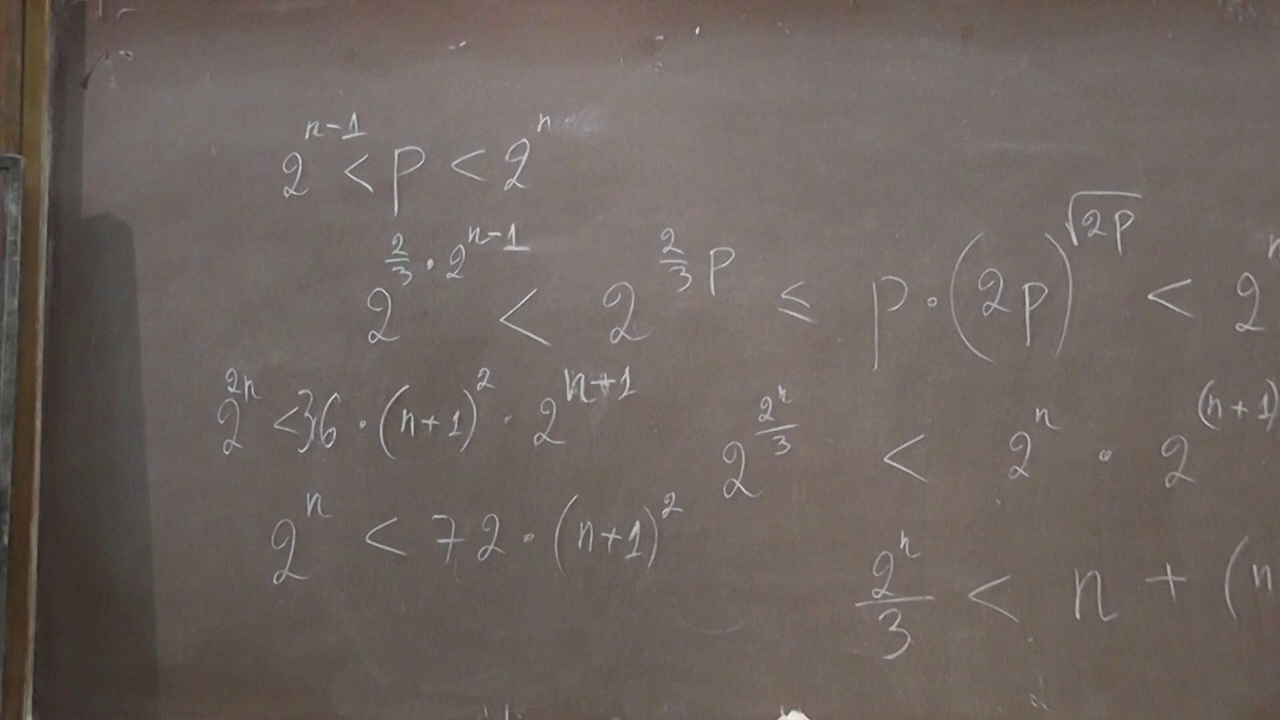 2^{n-1} < p < 2^n
2^{\frac{2}{3} \cdot 2^{n-1}} < 2^{\frac{2}{3}p} ≤ p \cdot (2p)^{\sqrt{2p}} < 2
2^{2n} < 36 \cdot (n+1)^2 \cdot 2^{n+1}
2^{\frac{2^n}{3}} < 2^n \cdot 2^{(n+1)
2^n < 72 \cdot (n+1)^2
\frac{2^n}{3} < n + (n